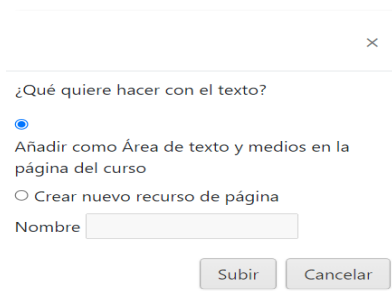 ¿Qué quiere hacer con el texto?
Añadir como Área de texto y medios en la
página del curso
Crear nuevo recurso de página
Nombre
Subir Cancelar